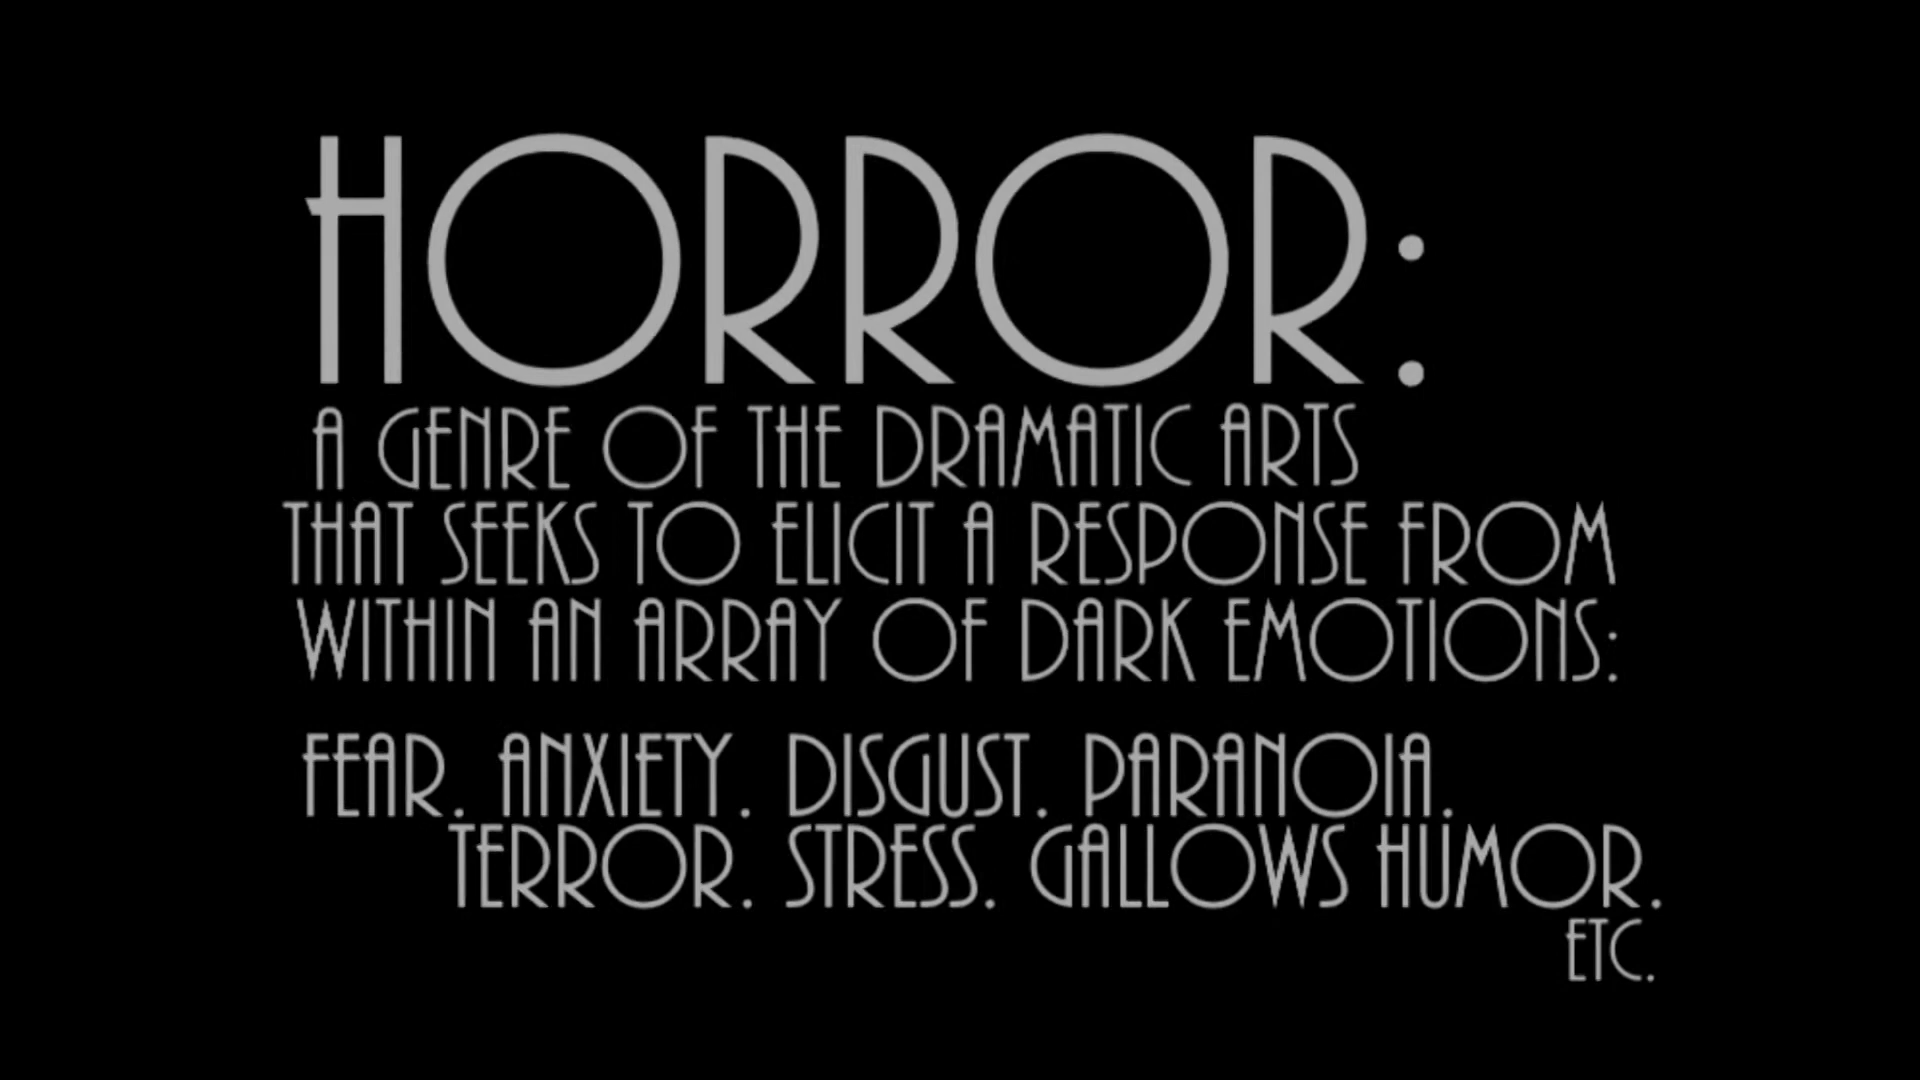 HORROR:
A GENRE OF THE DRAMATIC ARTS
THAT SEEKS TO ELICIT A RESPONSE FROM
WITHIN AN ARRAY OF DARK EMOTIONS:
FEAR. ANXIETY. DISGUST. PARANOIA.
TERROR. STRESS. GALLOWS HUMOR.
ETC.